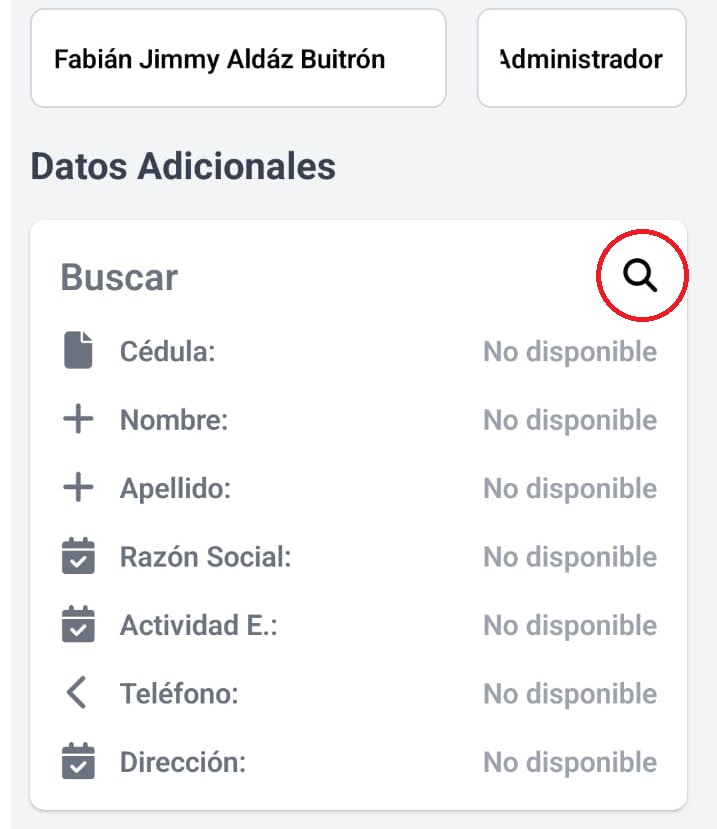 Fabián Jimmy Aldáz Buitrón
Administrador
Datos Adicionales
Buscar
Cédula: No disponible
Nombre: No disponible
Apellido: No disponible
Razón Social: No disponible
Actividad E.: No disponible
Teléfono: No disponible
Dirección: No disponible